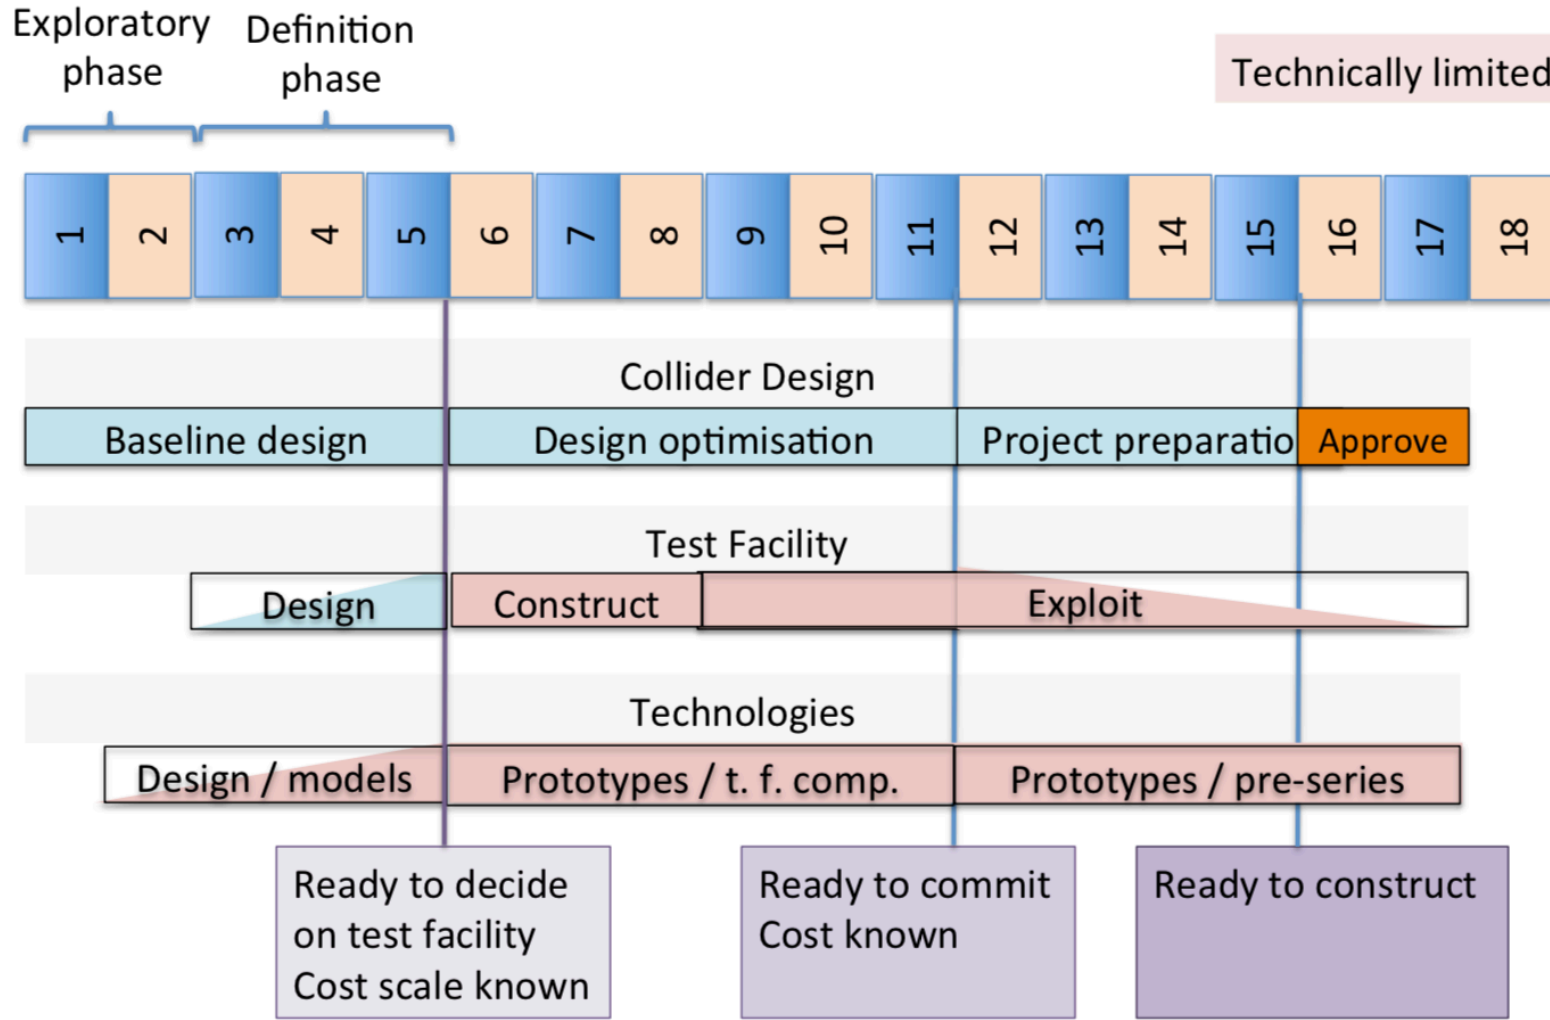 Exploratory
phase
Definition
phase
Technically limited
1 2 3 4 5 6 7 8 9 10 11 12 13 14 15 16 17 18
Collider Design
Baseline design
Design optimisation
Project preparatio
Approve
Test Facility
Design
Construct
Exploit
Technologies
Design / models
Prototypes / t. f. comp.
Prototypes / pre-series
Ready to decide
on test facility
Cost scale known
Ready to commit
Cost known
Ready to construct